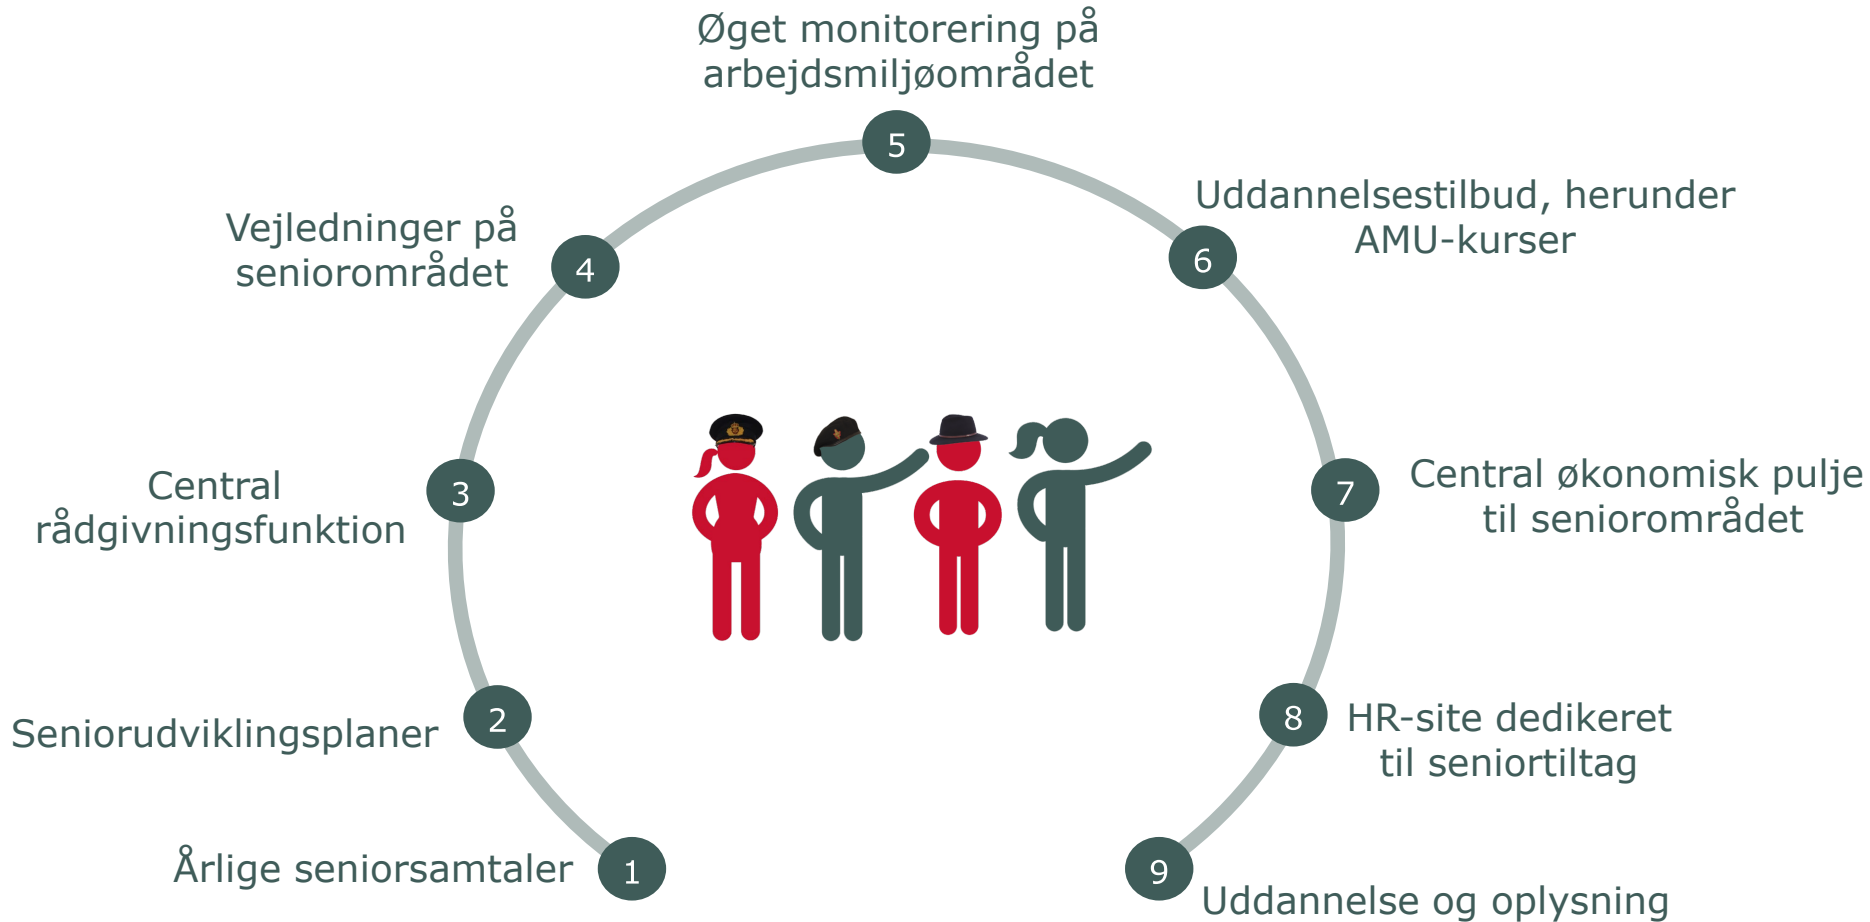 Øget monitorering på
arbejdsmiljøområdet
5
Uddannelsestilbud, herunder
AMU-kurser
6
Vejledninger på
seniorområdet
4
Central
rådgivningsfunktion
3
7
Central økonomisk pulje
til seniorområdet
Seniorudviklingsplaner
2
8
HR-site dedikeret
til seniortiltag
Årlige seniorsamtaler
1
9
Uddannelse og oplysning